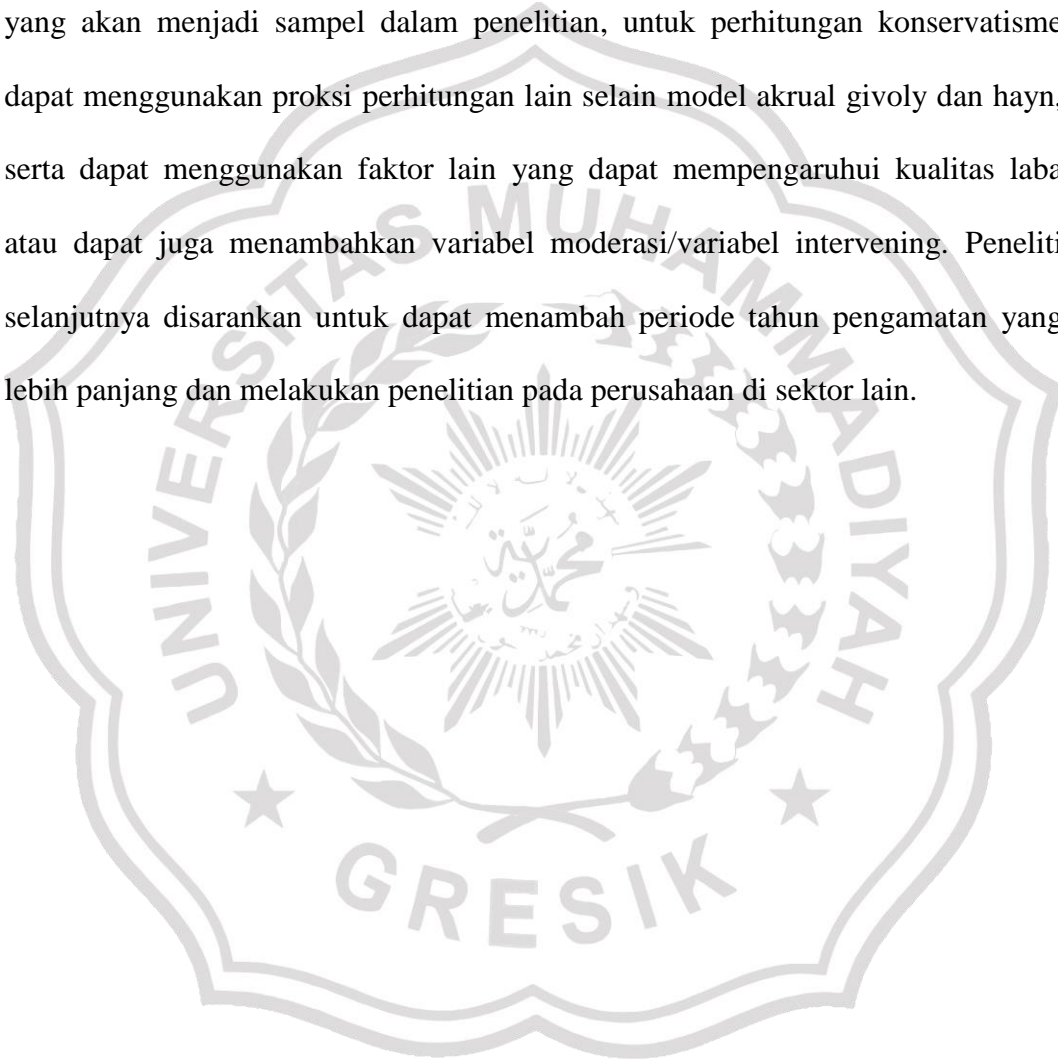 yang akan menjadi sampel dalam penelitian, untuk perhitungan konservatisme
dapat menggunakan proksi perhitungan lain selain model akrual givoly dan hayn,
serta dapat menggunakan faktor lain yang dapat mempengaruhi kualitas laba
atau dapat juga menambahkan variabel moderasi/variabel intervening. Peneliti
selanjutnya disarankan untuk dapat menambah periode tahun pengamatan yang
lebih panjang dan melakukan penelitian pada perusahaan di sektor lain.
UNIVERSITAS MUHAMMADIYAH
GRESIK